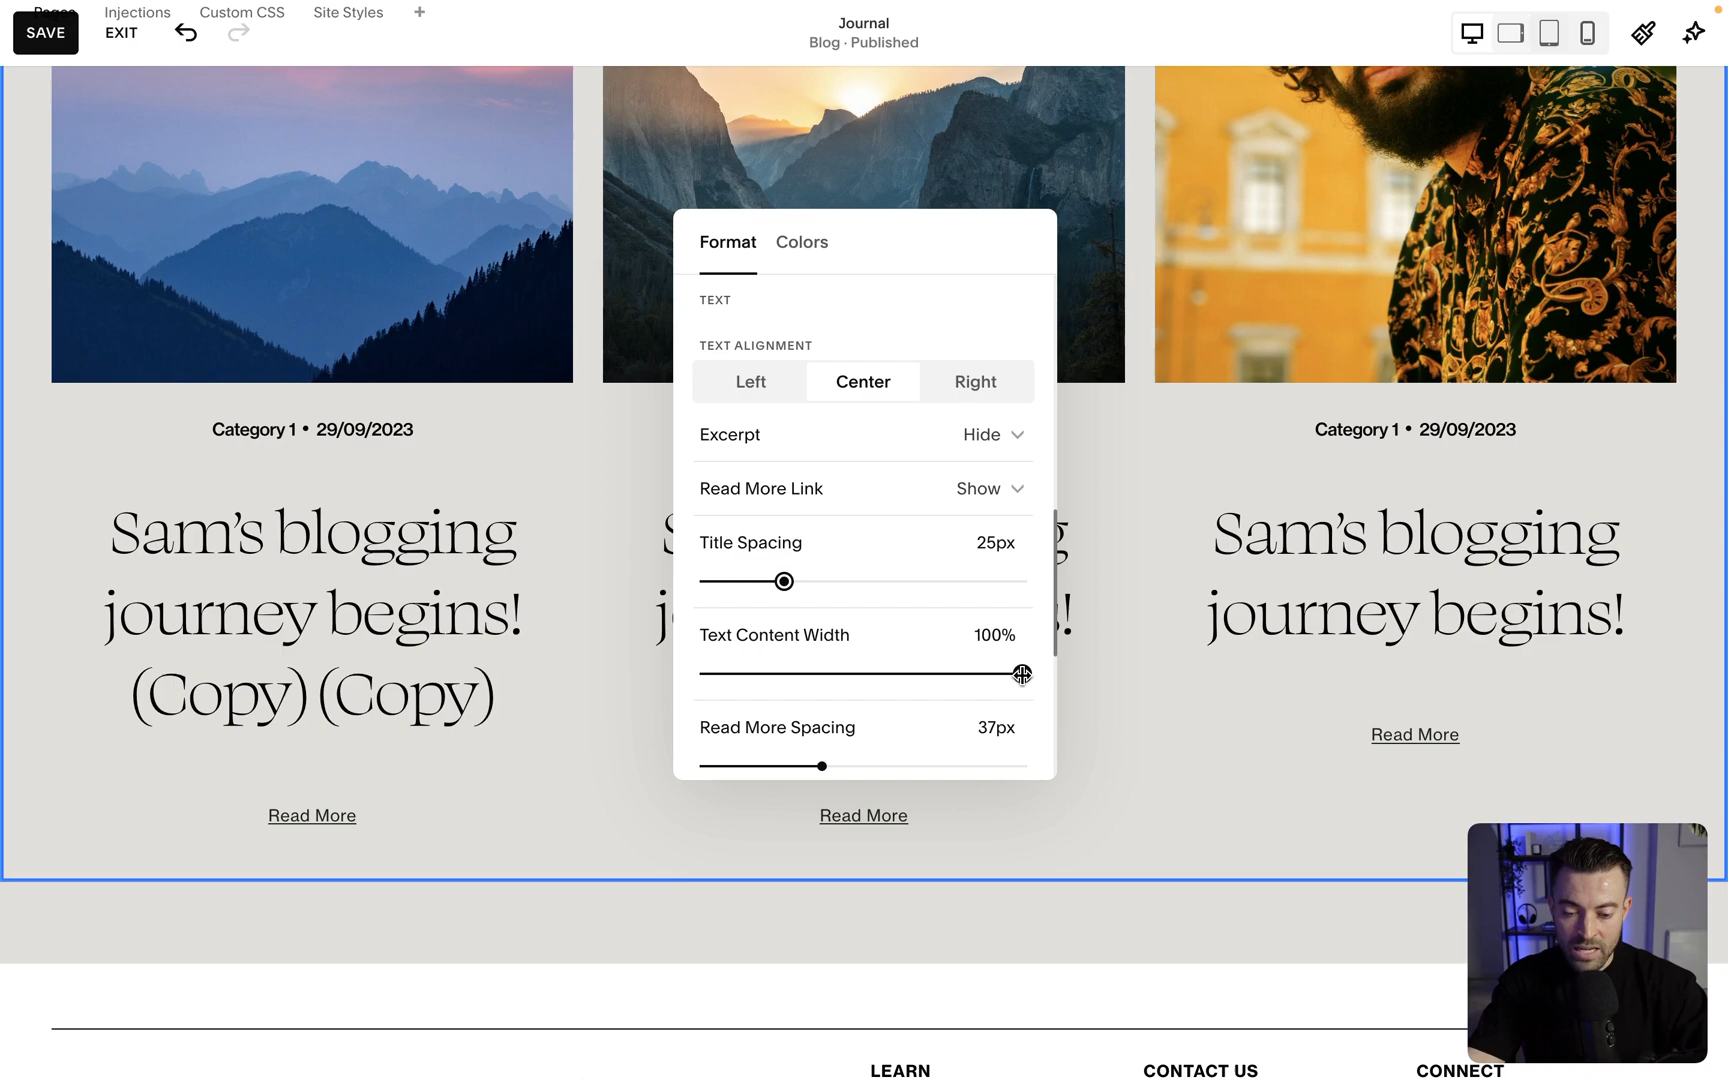 Pages Injections Custom CSS Site Styles +
SAVE EXIT
Journal
Blog · Published
Format Colors
TEXT
TEXT ALIGNMENT
Left Center Right
Excerpt Hide
Read More Link Show
Title Spacing 25px
Text Content Width 100%
Read More Spacing 37px
Category 1 • 29/09/2023
Sam's blogging
journey begins!
(Copy) (Copy)
Read More
Read More
Category 1 • 29/09/2023
Sam's blogging
journey begins!
Read More
LEARN CONTACT US CONNECT